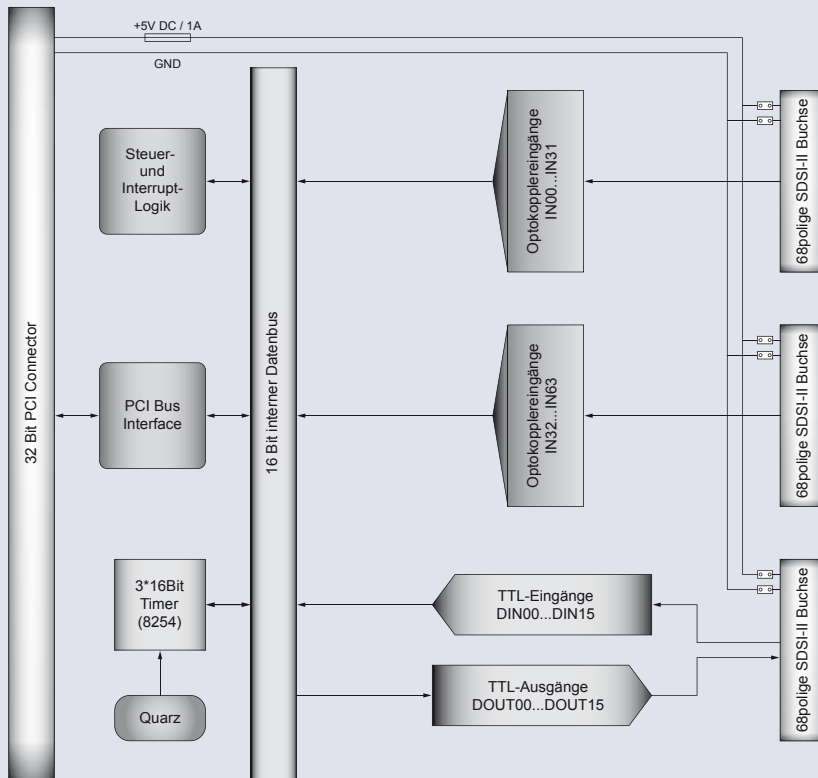 +5V DC / 1A
GND
32 Bit PCI Connector
Steuer-
und
Interrupt-
Logik
PCI Bus
Interface
3*16Bit
Timer
(8254)
Quarz
16 Bit interner Datenbus
Optokopplereingänge
IN00...IN31
Optokopplereingänge
IN32...IN63
TTL-Eingänge
DIN00...DIN15
TTL-Ausgänge
DOUT00...DOUT15
68polige SDSI-II Buchse
68polige SDSI-II Buchse
68polige SDSI-II Buchse